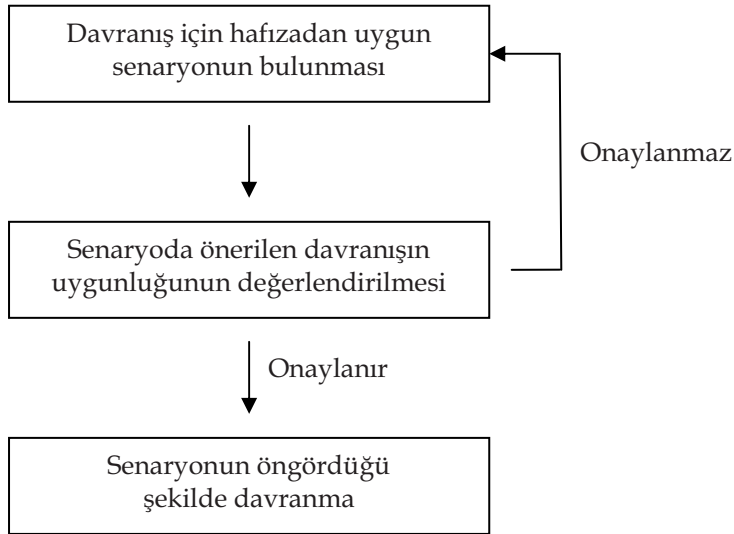 Davranış için hafızadan uygun
senaryonun bulunması
Onaylanmaz
Senaryoda önerilen davranışın
uygunluğunun değerlendirilmesi
Onaylanır
Senaryonun öngördüğü
şekilde davranma